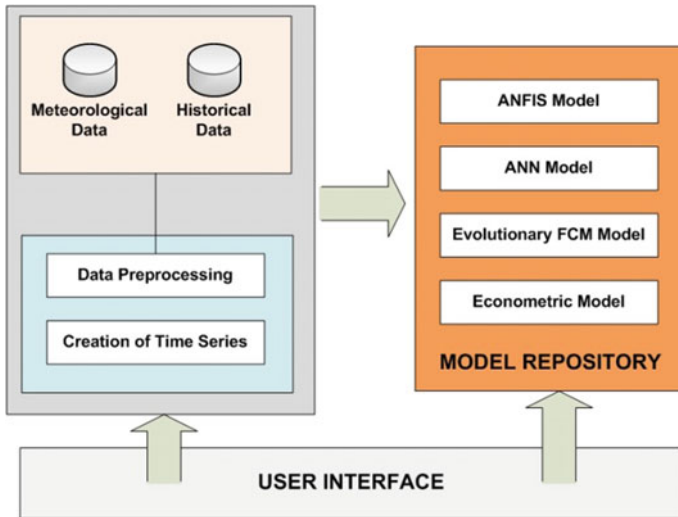 Meteorological
Data
Historical
Data
Data Preprocessing
Creation of Time Series
ANFIS Model
ANN Model
Evolutionary FCM Model
Econometric Model
MODEL REPOSITORY
USER INTERFACE